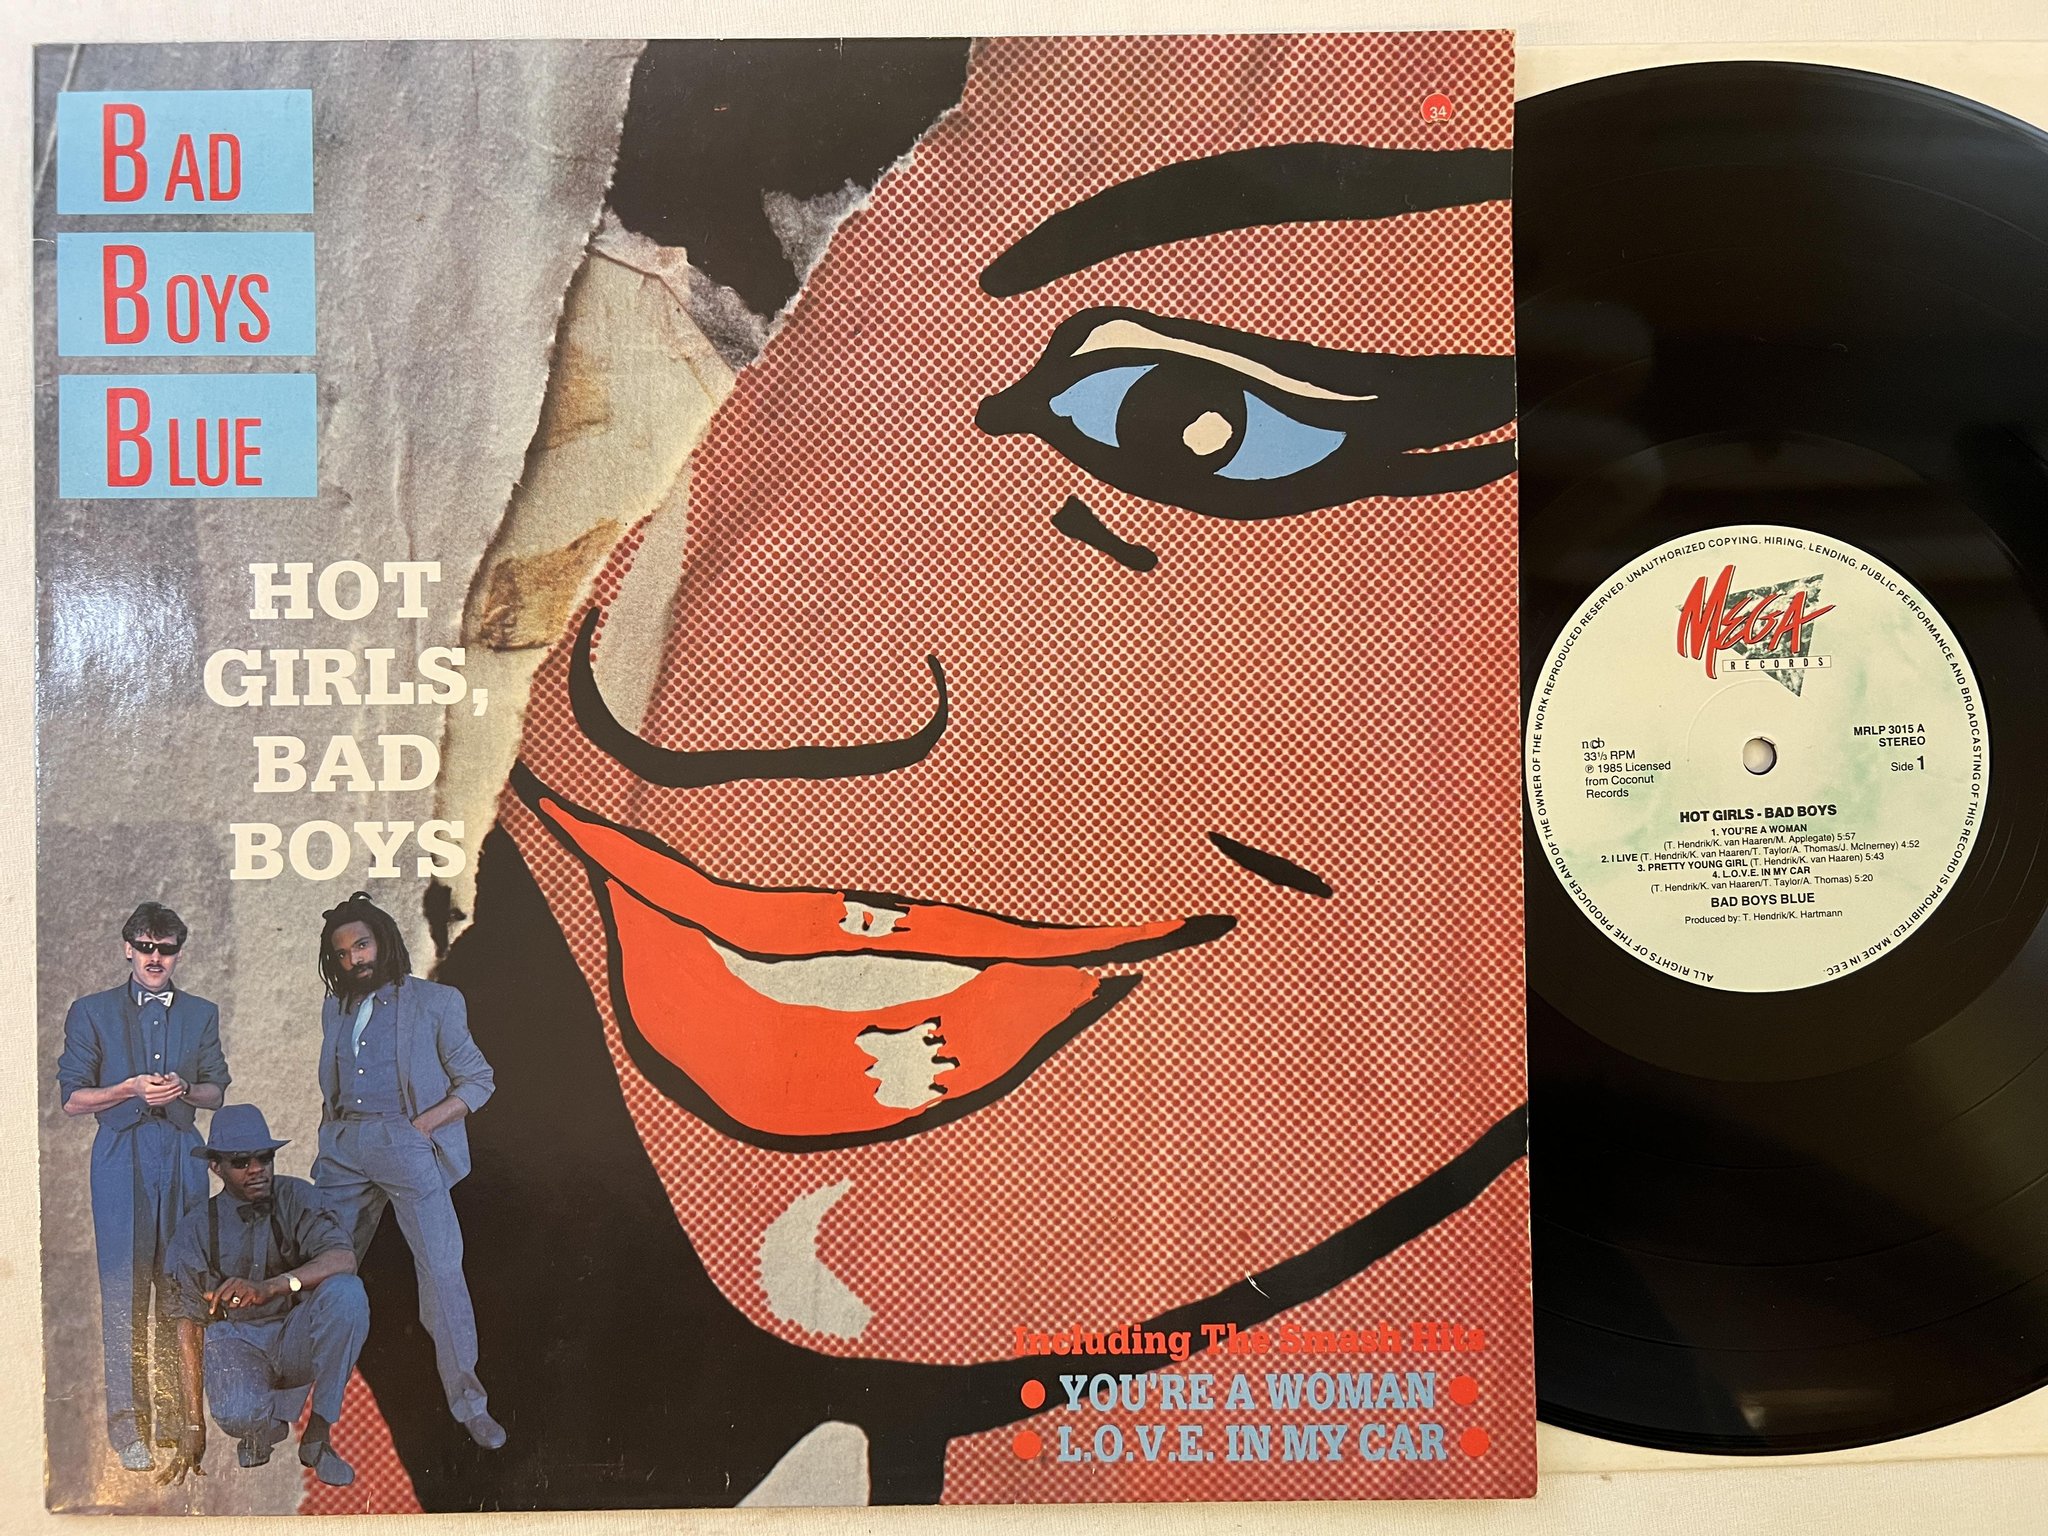 BAD
BOYS
BLUE
HOT
GIRLS,
BAD
BOYS
34
Including The Smash Hits
YOU'RE A WOMAN
L.O.V.E. IN MY CAR
ALL RIGHTS OF THE PRODUCER AND OF THE OWNER OF THE WORK REPRODUCED RESERVED. UNAUTHORIZED COPYING, HIRING, LENDING, PUBLIC PERFORMANCE AND BROADCASTING OF THIS RECORD IS PROHIBITED. MADE IN EEC.
MEGA
RECORDS
MRLP 3015 A
STEREO
Side 1
ncb
33⅓ RPM
℗ 1985 Licensed
from Coconut
Records
HOT GIRLS - BAD BOYS
1. YOU'RE A WOMAN
(T. Hendrik/K. van Haaren/M. Applegate) 5:57
2. I LIVE (T. Hendrik/K. van Haaren/T. Taylor/A. Thomas/J. McInerney) 4:52
3. PRETTY YOUNG GIRL (T. Hendrik/K. van Haaren) 5:43
4. L.O.V.E. IN MY CAR
(T. Hendrik/K. van Haaren/T. Taylor/A. Thomas) 5:20
BAD BOYS BLUE
Produced by: T. Hendrik/K. Hartmann